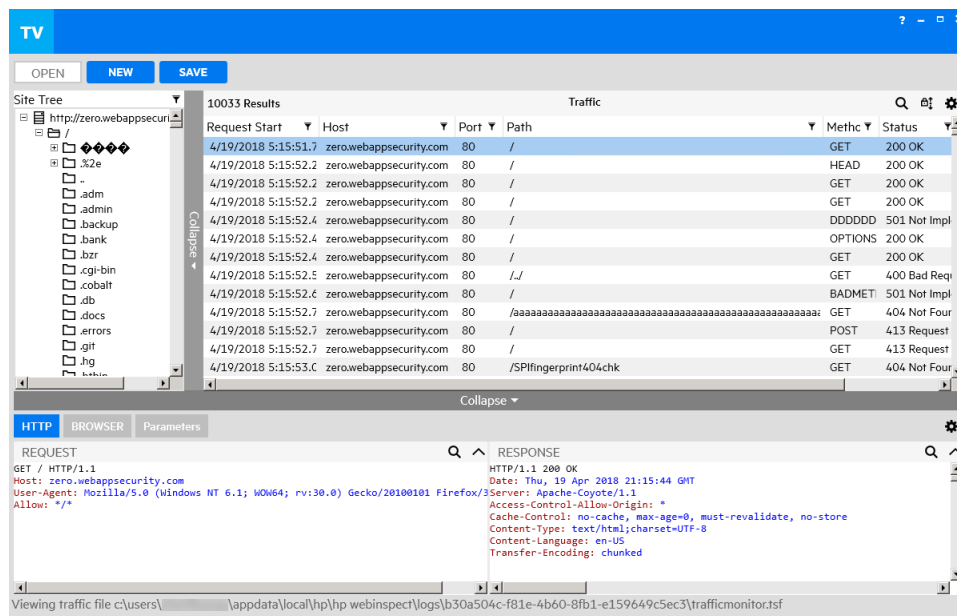 TV
?
OPEN NEW SAVE
Site Tree
http://zero.webappsecuri
/
����
.%2e
..
.adm
.admin
.backup
.bank
.bzr
.cgi-bin
.cobalt
.db
.docs
.errors
.git
.hg
Collapse
10033 Results Traffic
Request Start Host Port Path Methc Status
4/19/2018 5:15:51.7 zero.webappsecurity.com 80 / GET 200 OK
4/19/2018 5:15:52.2 zero.webappsecurity.com 80 / HEAD 200 OK
4/19/2018 5:15:52.2 zero.webappsecurity.com 80 / GET 200 OK
4/19/2018 5:15:52.2 zero.webappsecurity.com 80 / GET 200 OK
4/19/2018 5:15:52.4 zero.webappsecurity.com 80 / DDDDDD 501 Not Impl
4/19/2018 5:15:52.4 zero.webappsecurity.com 80 / OPTIONS 200 OK
4/19/2018 5:15:52.4 zero.webappsecurity.com 80 / GET 200 OK
4/19/2018 5:15:52.5 zero.webappsecurity.com 80 /../ GET 400 Bad Requ
4/19/2018 5:15:52.6 zero.webappsecurity.com 80 / BADMET 501 Not Impl
4/19/2018 5:15:52.7 zero.webappsecurity.com 80 GET 404 Not Four
4/19/2018 5:15:52.7 zero.webappsecurity.com 80 / POST 413 Request
4/19/2018 5:15:52.7 zero.webappsecurity.com 80 / GET 413 Request
4/19/2018 5:15:53.0 zero.webappsecurity.com 80 /SPIfingerprint404chk GET 404 Not Four
Collapse
HTTP BROWSER Parameters
REQUEST
GET / HTTP/1.1
Host: zero.webappsecurity.com
User-Agent: Mozilla/5.0 (Windows NT 6.1; WOW64; rv:30.0) Gecko/20100101 Firefox/3
Allow: */*
RESPONSE
HTTP/1.1 200 OK
Date: Thu, 19 Apr 2018 21:15:44 GMT
Server: Apache-Coyote/1.1
Access-Control-Allow-Origin: *
Cache-Control: no-cache, max-age=0, must-revalidate, no-store
Content-Type: text/html;charset=UTF-8
Content-Language: en-US
Transfer-Encoding: chunked
Viewing traffic file c:\users\ \appdata\local\hp\hp webinspect\logs\b30a504c-f81e-4b60-8fb1-e159649c5ec3\trafficmonitor.tsf